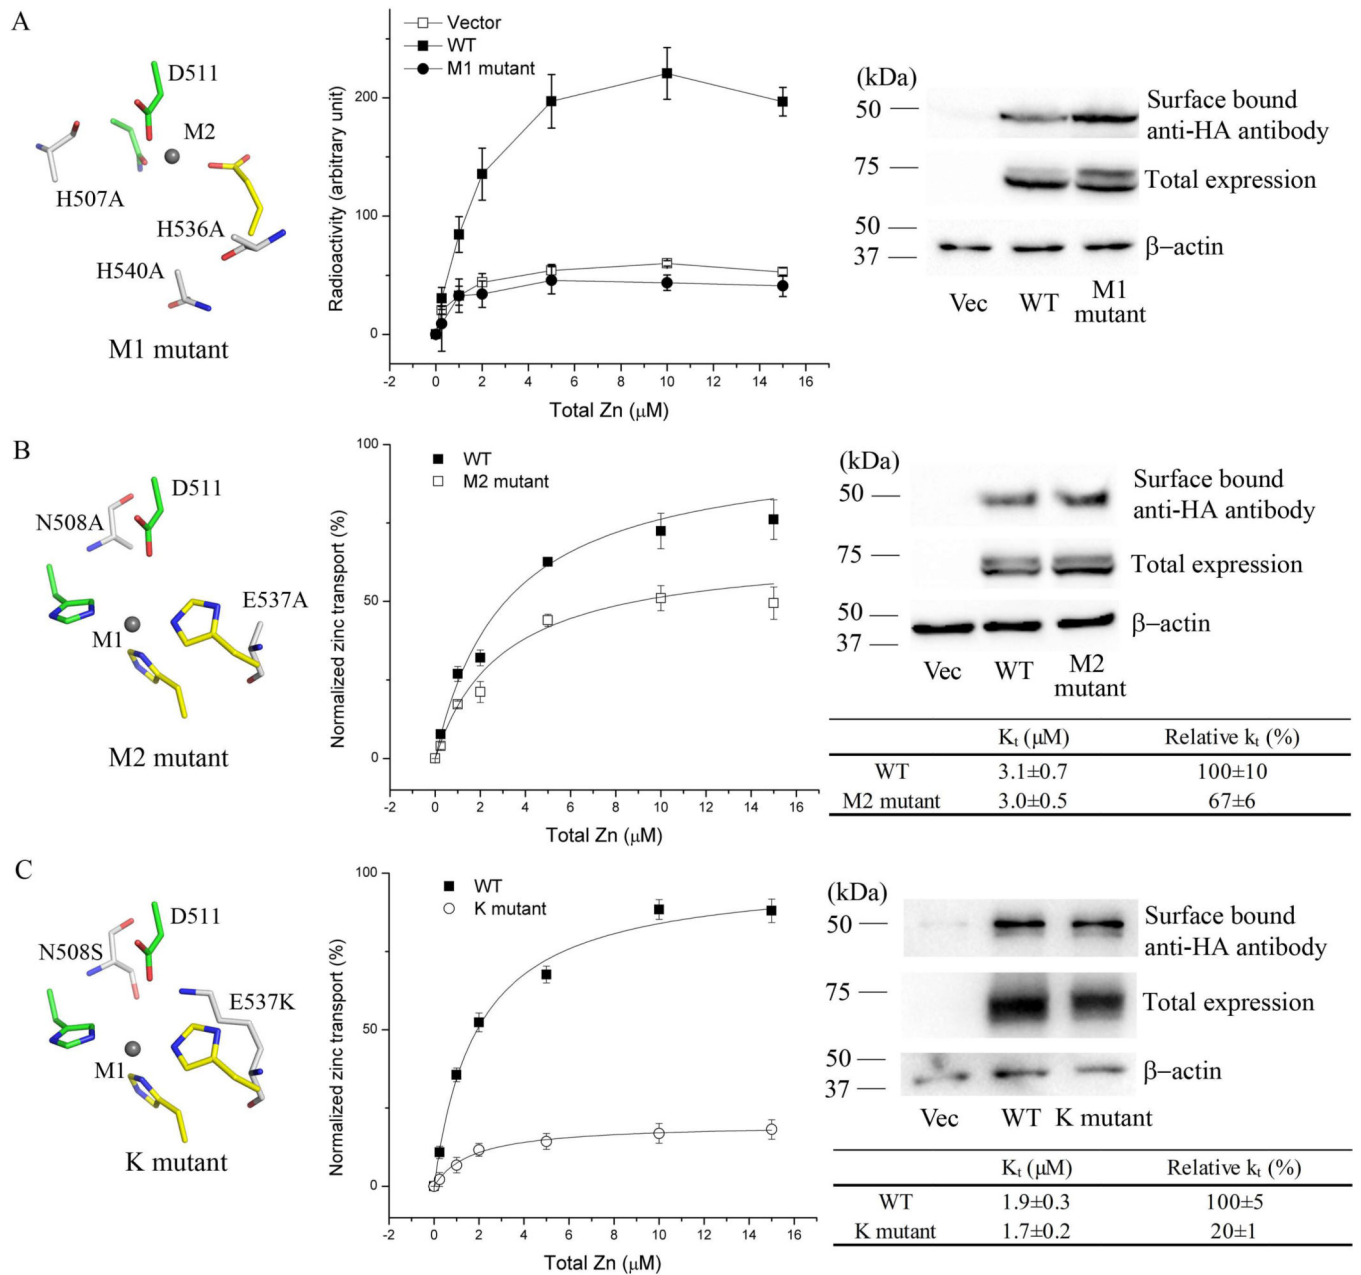 A
D511
M2
H507A
H536A
H540A
M1 mutant
Vector
WT
M1 mutant
Radioactivity (arbitrary unit)
200
100
0
-2 0 2 4 6 8 10 12 14 16
Total Zn (μM)
(kDa)
50
75
50
37
Surface bound
anti-HA antibody
Total expression
β–actin
Vec WT M1
mutant
B
D511
N508A
E537A
M1
M2 mutant
WT
M2 mutant
Normalized zinc transport (%)
100
50
0
-2 0 2 4 6 8 10 12 14 16
Total Zn (μM)
(kDa)
50
75
50
37
Surface bound
anti-HA antibody
Total expression
β–actin
Vec WT M2
mutant
Kt (μM) Relative kt (%)
WT 3.1±0.7 100±10
M2 mutant 3.0±0.5 67±6
C
D511
N508S
E537K
M1
K mutant
WT
K mutant
Normalized zinc transport (%)
100
50
0
-2 0 2 4 6 8 10 12 14 16
Total Zn (μM)
(kDa)
50
75
50
37
Surface bound
anti-HA antibody
Total expression
β–actin
Vec WT K mutant
Kt (μM) Relative kt (%)
WT 1.9±0.3 100±5
K mutant 1.7±0.2 20±1